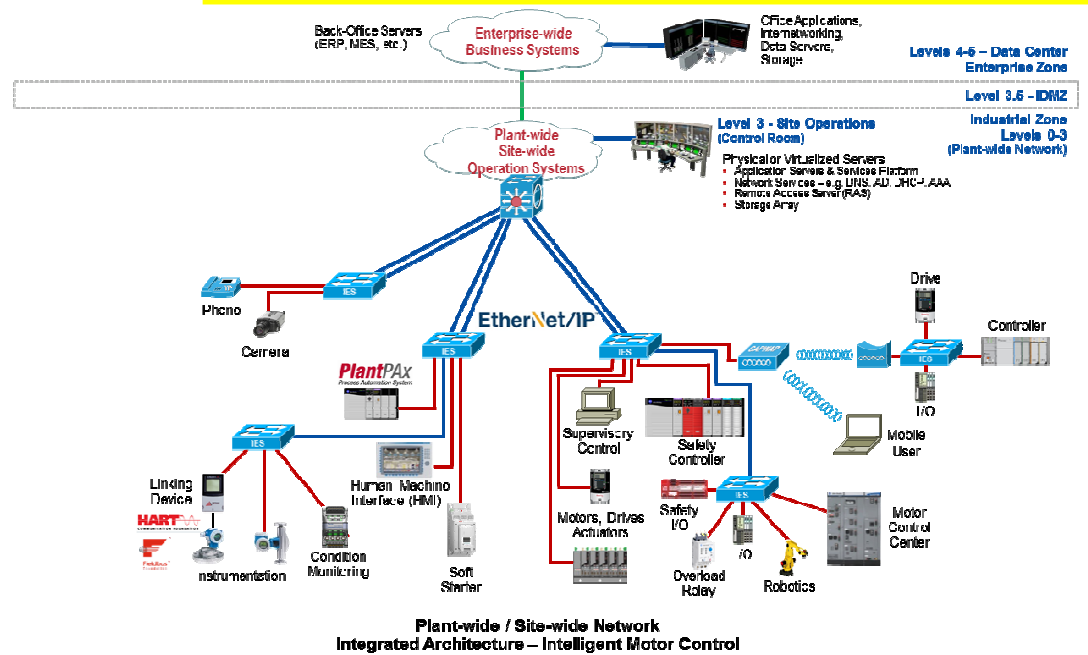 Back-Office Servers
(ERP, MES, etc.)
Enterprise-wide
Business Systems
Office Applications,
Internetworking,
Data Servers,
Storage
Levels 4-5 – Data Center
Enterprise Zone
Level 3.5 - IDMZ
Industrial Zone
Levels 0-3
(Plant-wide Network)
Plant-wide
Site-wide
Operation Systems
Level 3 - Site Operations
(Control Room)
Physical or Virtualized Servers
• Application Servers & Services Platform
• Network Services – e.g. DNS, AD, DHCP, AAA
• Remote Access Server (RAS)
• Storage Array
IES
Phone
Camera
EtherNet/IP
IES
IES
Drive
Controller
IES
I/O
PlantPAx
Process Automation System
Supervisory
Control
Safety
Controller
Mobile
User
IES
Human Machine
Interface (HMI)
Linking
Device
HART
Instrumentation
Condition
Monitoring
Soft
Starter
Motors, Drives
Actuators
Safety
I/O
IES
I/O
Overload
Relay
Robotics
Motor
Control
Center
Plant-wide / Site-wide Network
Integrated Architecture – Intelligent Motor Control